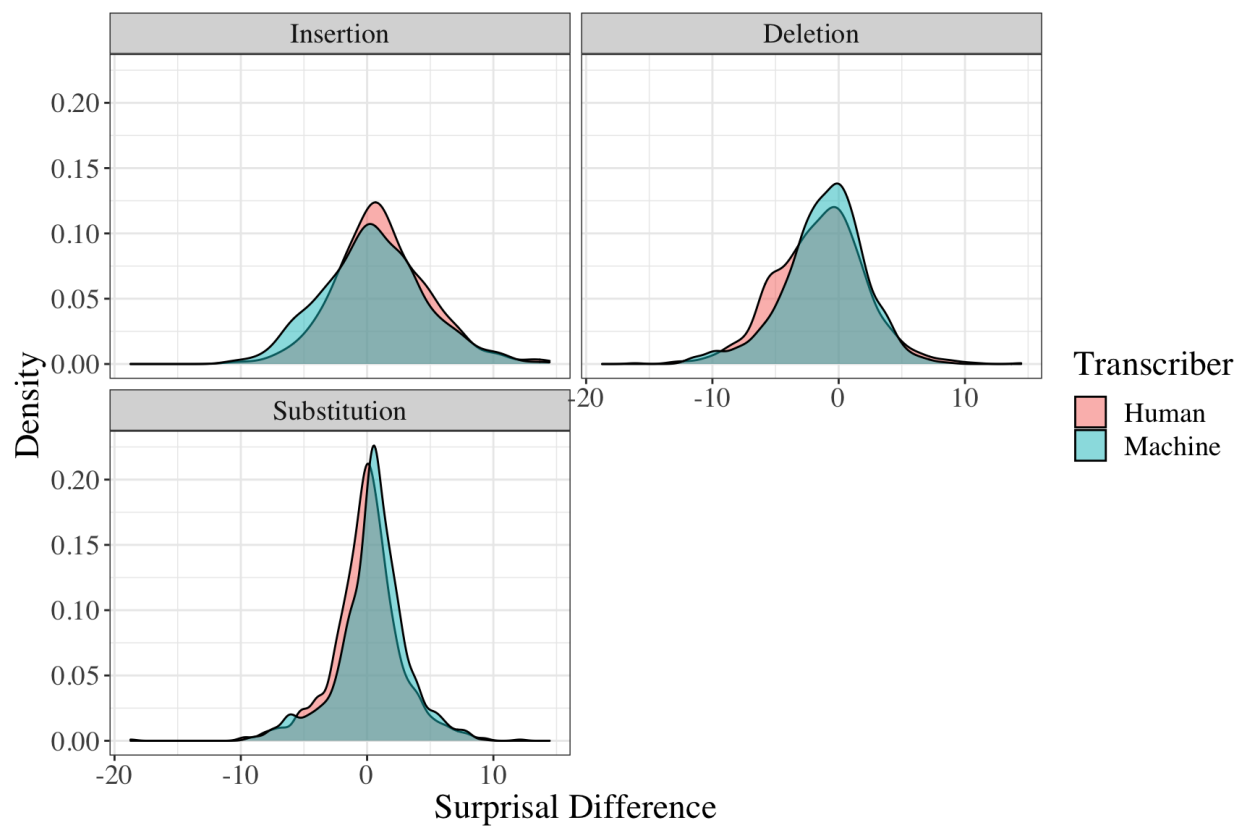 Insertion
Deletion
0.20
0.15
0.10
0.05
0.00
-20 -10 0 10
Substitution
0.20
0.15
0.10
0.05
0.00
-20 -10 0 10
Density
Surprisal Difference
Transcriber
Human
Machine